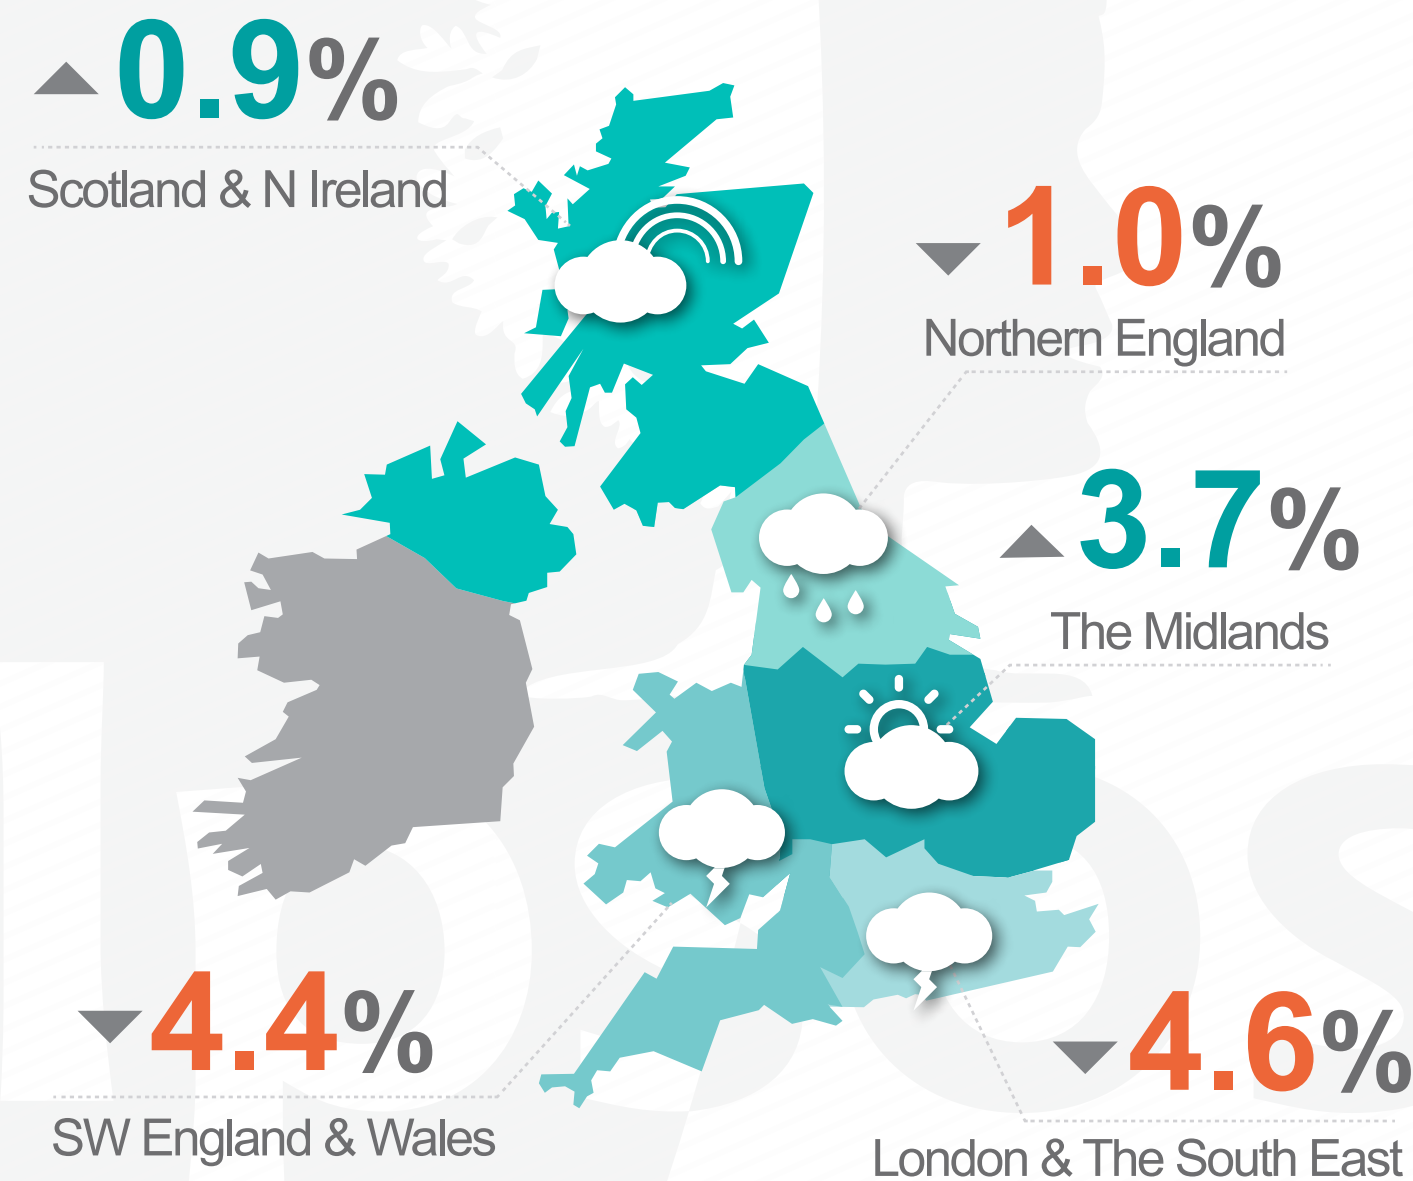 0.9%
Scotland & N Ireland
1.0%
Northern England
3.7%
The Midlands
4.4%
SW England & Wales
4.6%
London & The South East
Ipsos